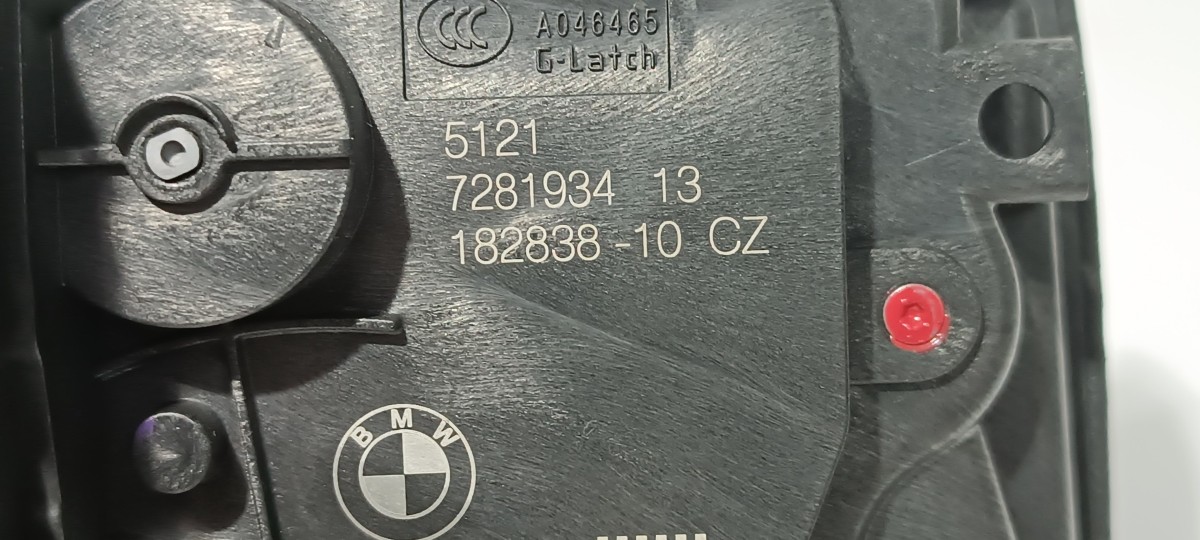 CCC
A046465
G-Latch
5121
7281934 13
182838-10 CZ
BMW